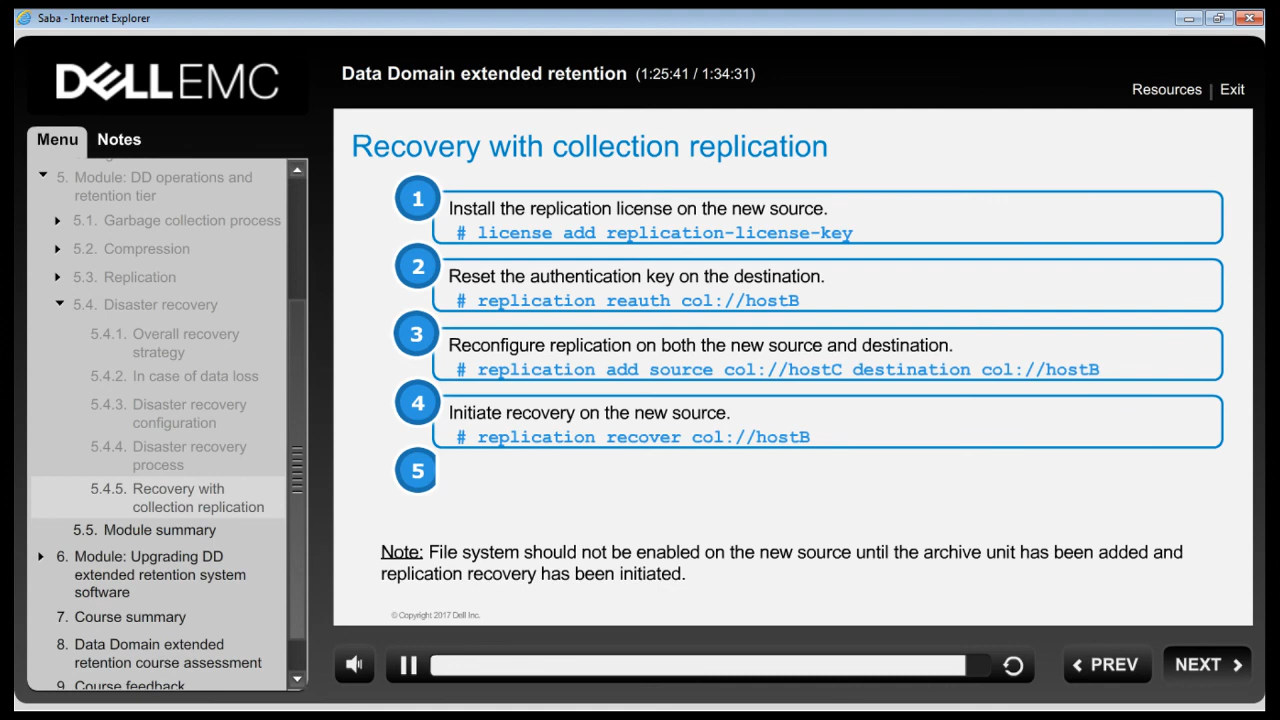 Saba - Internet Explorer
DELLEMC
Data Domain extended retention (1:25:41 / 1:34:31)
Resources | Exit
Menu
Notes
5. Module: DD operations and
retention tier
5.1. Garbage collection process
5.2. Compression
5.3. Replication
5.4. Disaster recovery
5.4.1. Overall recovery
strategy
5.4.2. In case of data loss
5.4.3. Disaster recovery
configuration
5.4.4. Disaster recovery
process
5.4.5. Recovery with
collection replication
5.5. Module summary
6. Module: Upgrading DD
extended retention system
software
7. Course summary
8. Data Domain extended
retention course assessment
9. Course feedback
Recovery with collection replication
1
Install the replication license on the new source.
# license add replication-license-key
2
Reset the authentication key on the destination.
# replication reauth col://hostB
3
Reconfigure replication on both the new source and destination.
# replication add source col://hostC destination col://hostB
4
Initiate recovery on the new source.
# replication recover col://hostB
5
Note: File system should not be enabled on the new source until the archive unit has been added and
replication recovery has been initiated.
© Copyright 2017 Dell Inc.
PREV
NEXT